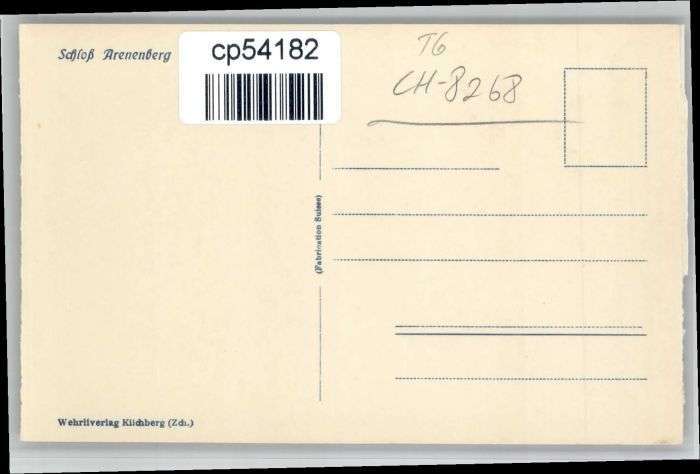 Schloß Arenenberg
cp54182
TG
CH-8268
(Fabrication Suisse)
Wehrliverlag Kilchberg (Zch.)